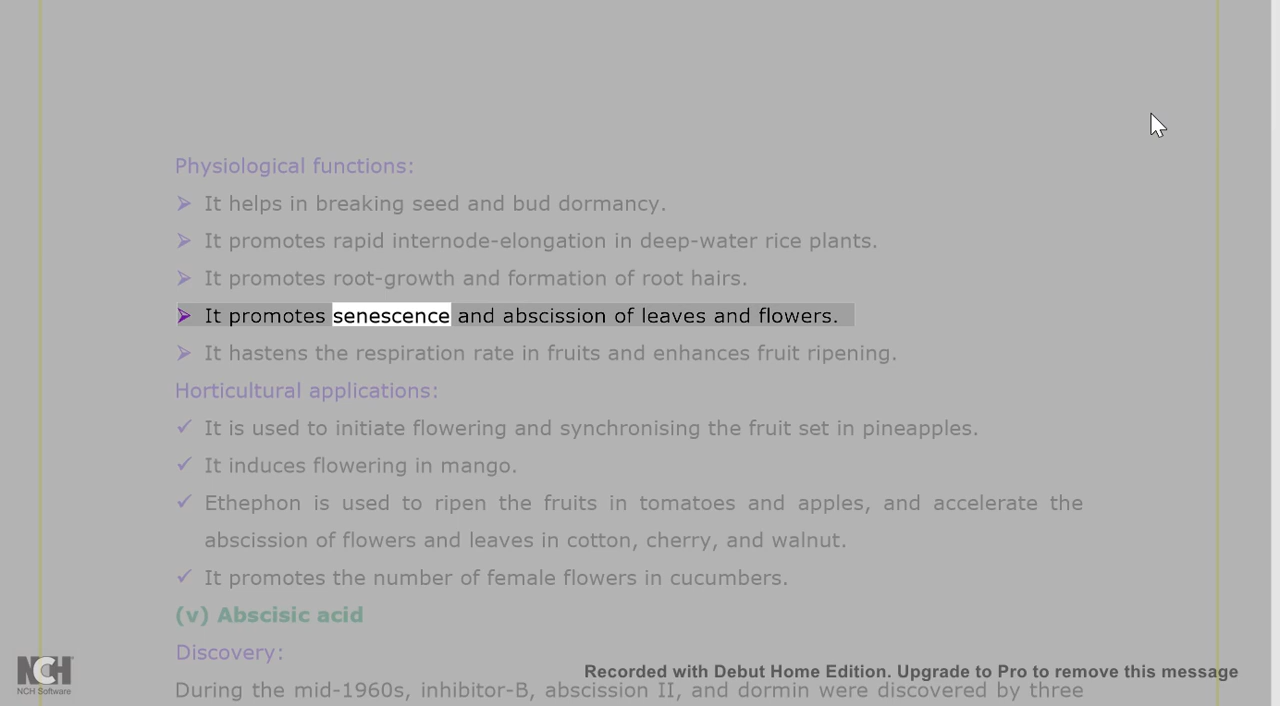 Physiological functions:
➢ It helps in breaking seed and bud dormancy.
➢ It promotes rapid internode-elongation in deep-water rice plants.
➢ It promotes root-growth and formation of root hairs.
➢ It promotes senescence and abscission of leaves and flowers.
➢ It hastens the respiration rate in fruits and enhances fruit ripening.
Horticultural applications:
✓ It is used to initiate flowering and synchronising the fruit set in pineapples.
✓ It induces flowering in mango.
✓ Ethephon is used to ripen the fruits in tomatoes and apples, and accelerate the
abscission of flowers and leaves in cotton, cherry, and walnut.
✓ It promotes the number of female flowers in cucumbers.
(v) Abscisic acid
Discovery:
During the mid-1960s, inhibitor-B, abscission II, and dormin were discovered by three
NCH
NCH Software
Recorded with Debut Home Edition. Upgrade to Pro to remove this message